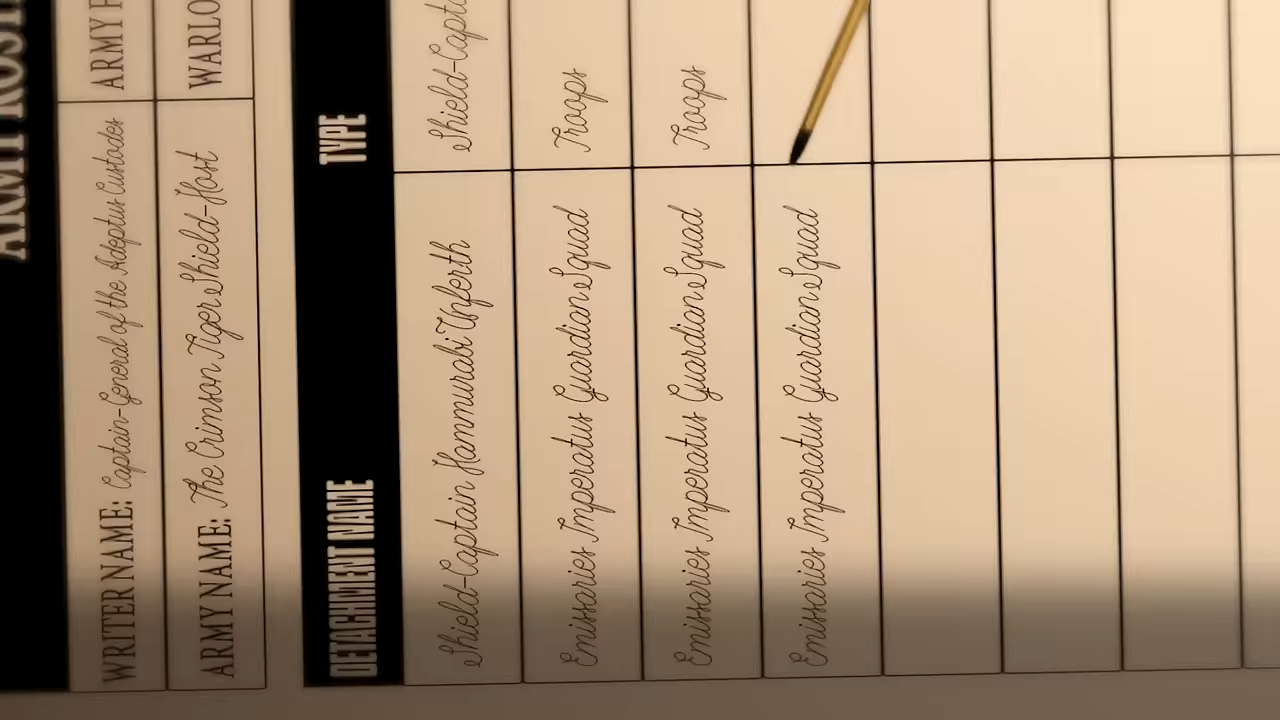 ARMY ROST
WRITER NAME: Captain-General of the Adeptus Custodes ARMY F
ARMY NAME: The Crimson Tiger Shield-Host WARLO
DETACHMENT NAME TYPE
Shield-Captain Hammurabi Unferth Shield-Capta
Emissaries Imperatus Guardian Squad Troops
Emissaries Imperatus Guardian Squad Troops
Emissaries Imperatus Guardian Squad